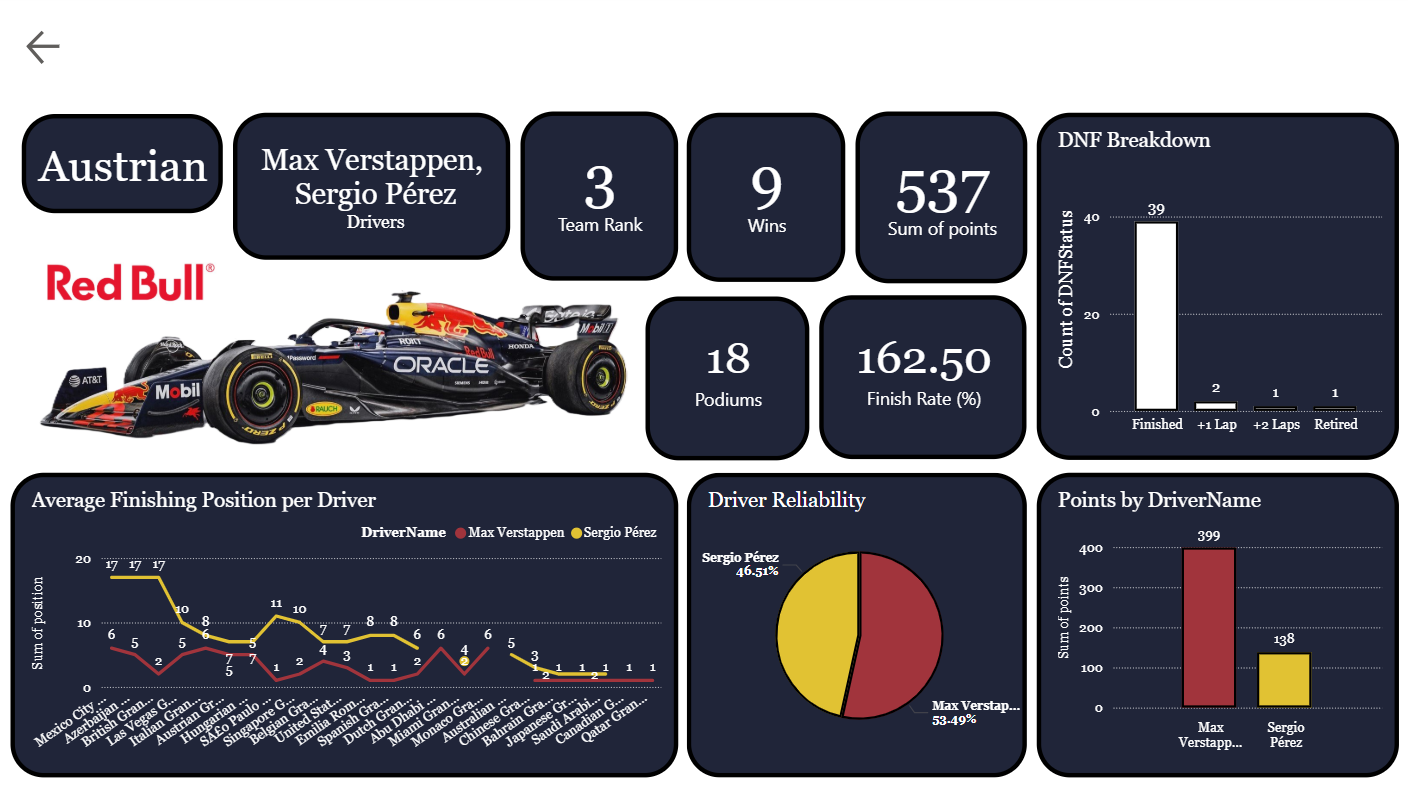 Austrian
Max Verstappen,
Sergio Pérez
Drivers
3
Team Rank
9
Wins
537
Sum of points
18
Podiums
162.50
Finish Rate (%)
Red Bull®
ORACLE
Mobil
AT&T
HONDA
RAUCH
Mobil 1
DNF Breakdown
Count of DNFStatus
40
20
0
39
2
1
1
Finished
+1 Lap
+2 Laps
Retired
Average Finishing Position per Driver
DriverName
Max Verstappen
Sergio Pérez
Sum of position
20
10
0
17 17 17 10 8 7 7 11 10 7 7 8 8 6 4 5 3 2 2
6 5 2 5 6 5 5 1 2 4 3 1 1 2 6 2 6 1 1 1 1 1 1
Mexico City ...
Azerbaijan ...
British Gran...
Las Vegas G...
Italian Gran...
Austrian Gr...
Hungarian ...
SÃ£o Paulo ...
Singapore G...
Belgian Gra...
United Stat...
Emilia Rom...
Spanish Gra...
Dutch Gran...
Abu Dhabi ...
Miami Gran...
Monaco Gra...
Australian ...
Chinese Gra...
Bahrain Gra...
Japanese Gr...
Saudi Arabi...
Canadian G...
Qatar Gran...
Driver Reliability
Sergio Pérez
46.51%
Max Verstap...
53.49%
Points by DriverName
Sum of points
400
300
200
100
0
399
138
Max
Verstapp...
Sergio
Pérez